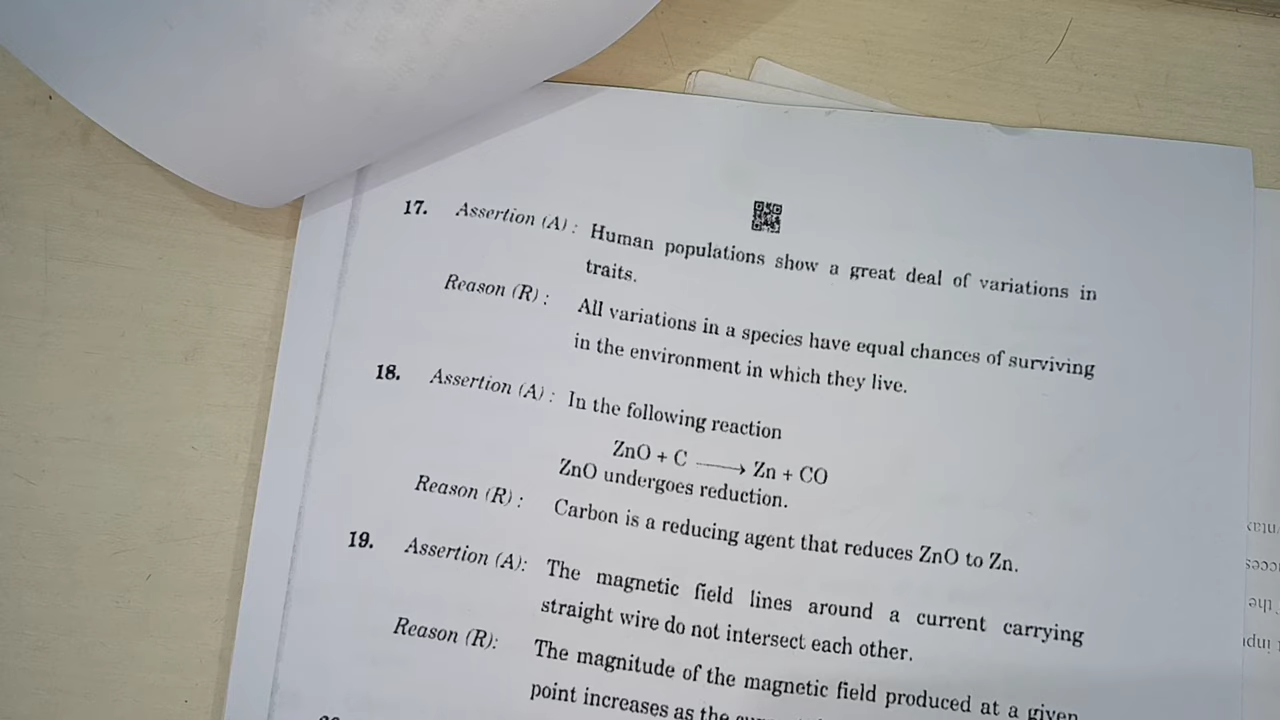 17. Assertion (A) : Human populations show a great deal of variations in
traits.
Reason (R) : All variations in a species have equal chances of surviving
in the environment in which they live.
18. Assertion (A) : In the following reaction
ZnO + C ⟶ Zn + CO
ZnO undergoes reduction.
Reason (R) : Carbon is a reducing agent that reduces ZnO to Zn.
19. Assertion (A): The magnetic field lines around a current carrying
straight wire do not intersect each other.
Reason (R): The magnitude of the magnetic field produced at a given
point increases as the